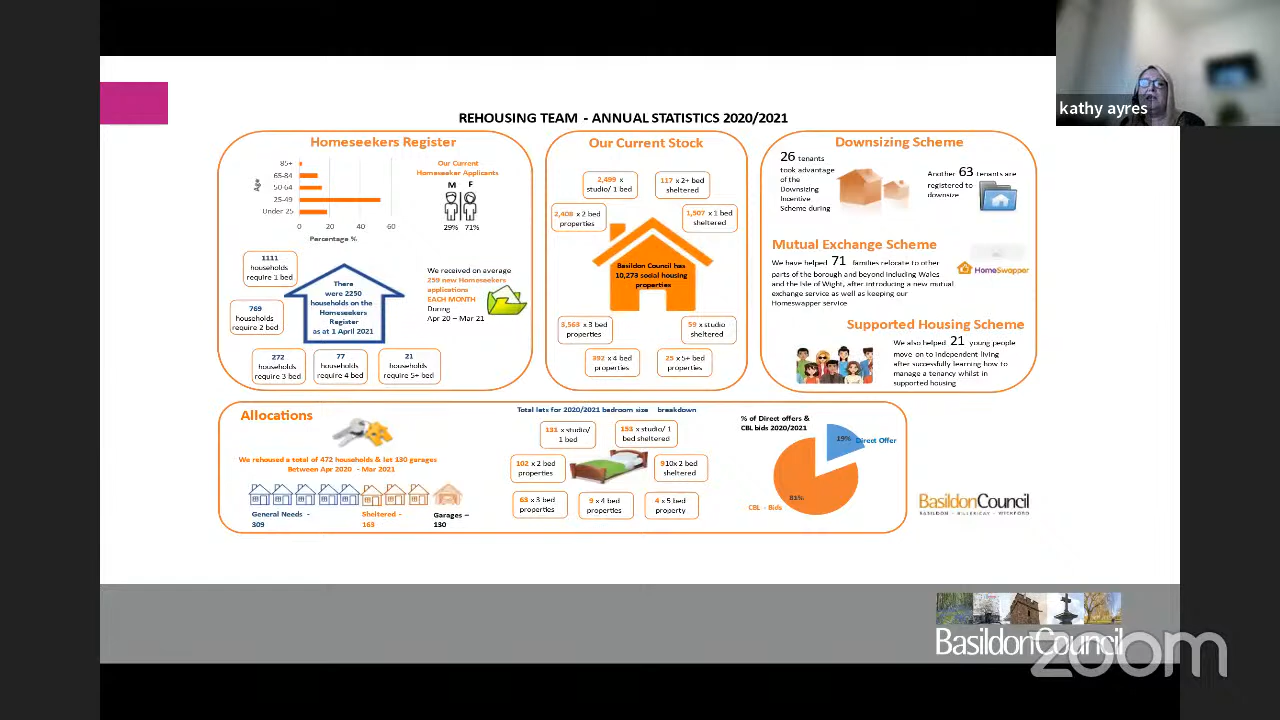 kathy ayres
REHOUSING TEAM - ANNUAL STATISTICS 2020/2021
Homeseekers Register
85+
65-84
50-64
25-49
Under 25
Age
0 20 40 60
Percentage %
Our Current
Homeseeker Applicants
M F
29% 71%
1111
households
require 1 bed
769
households
require 2 bed
There
were 2250
households on the
Homeseekers
Register
as at 1 April 2021
We received on average
259 new Homeseekers
applications
EACH MONTH
During
Apr 20 – Mar 21
272
households
require 3 bed
77
households
require 4 bed
21
households
require 5+ bed
Our Current Stock
2,499 x
studio/ 1 bed
117 x 2+ bed
sheltered
2,408 x 2 bed
properties
1,507 x 1 bed
sheltered
Basildon Council has
10,273 social housing
properties
3,563 x 3 bed
properties
59 x studio
sheltered
392 x 4 bed
properties
25 x 5+ bed
properties
Downsizing Scheme
26 tenants
took advantage
of the
Downsizing
Incentive
Scheme during
Another 63 tenants are
registered to
downsize
Mutual Exchange Scheme
We have helped 71 families relocate to other
parts of the borough and beyond including Wales
and the Isle of Wight, after introducing a new mutual
exchange service as well as keeping our
Homeswapper service
HomeSwapper
Supported Housing Scheme
We also helped 21 young people
move on to independent living
after successfully learning how to
manage a tenancy whilst in
supported housing
Allocations
We rehoused a total of 472 households & let 130 garages
Between Apr 2020 - Mar 2021
General Needs -
309
Sheltered -
163
Garages –
130
Total lets for 2020/2021 bedroom size breakdown
131 x studio/
1 bed
153 x studio/ 1
bed sheltered
102 x 2 bed
properties
910x 2 bed
sheltered
63 x 3 bed
properties
9 x 4 bed
properties
4 x 5 bed
property
% of Direct offers &
CBL bids 2020/2021
19% Direct Offer
81%
CBL - Bids
BasildonCouncil
BASILDON · BILLERICAY · WICKFORD
BasildonCouncil
zoom